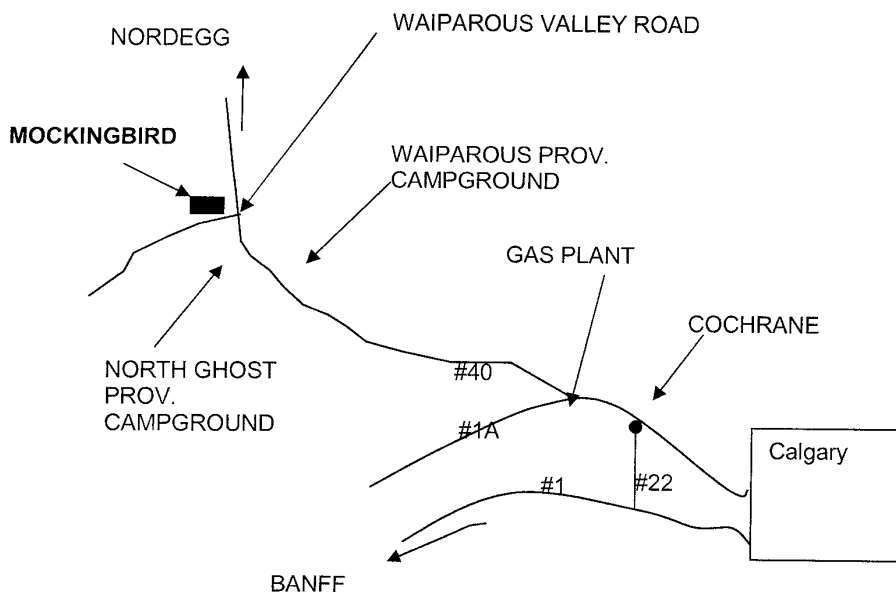 WAIPAROUS VALLEY ROAD
NORDEGG
MOCKINGBIRD
WAIPAROUS PROV.
CAMPGROUND
GAS PLANT
COCHRANE
NORTH GHOST
PROV.
CAMPGROUND
#40
#1A
Calgary
#1
#22
BANFF